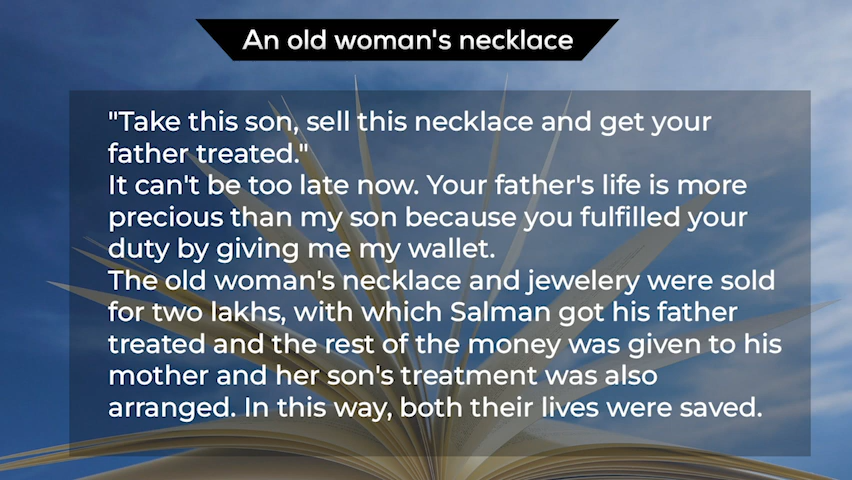 An old woman's necklace
"Take this son, sell this necklace and get your
father treated."
It can't be too late now. Your father's life is more
precious than my son because you fulfilled your
duty by giving me my wallet.
The old woman's necklace and jewelery were sold
for two lakhs, with which Salman got his father
treated and the rest of the money was given to his
mother and her son's treatment was also
arranged. In this way, both their lives were saved.